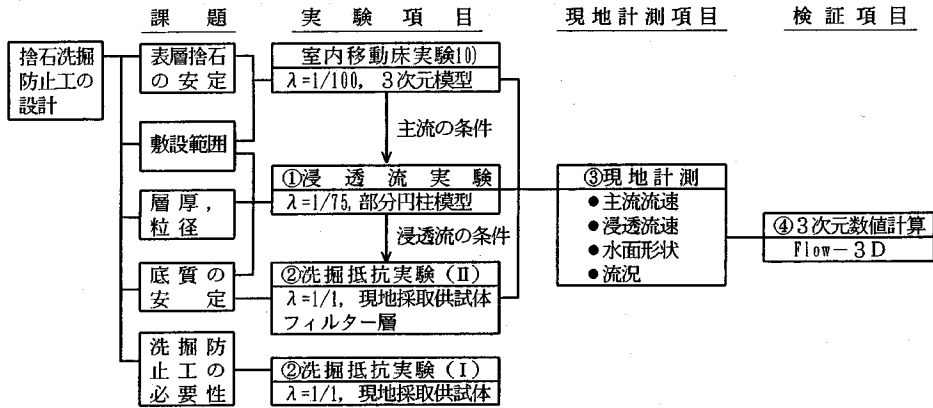 課題
実験項目
現地計測項目
検証項目
捨石洗掘
防止工の
設計
表層捨石
の安定
敷設範囲
層厚,
粒径
底質の
安定
洗掘防
止工の
必要性
室内移動床実験10)
λ=1/100, 3次元模型
主流の条件
①浸透流実験
λ=1/75, 部分円柱模型
浸透流の条件
②洗掘抵抗実験(Ⅱ)
λ=1/1, 現地採取供試体
フィルター層
②洗掘抵抗実験(Ⅰ)
λ=1/1, 現地採取供試体
③現地計測
●主流流速
●浸透流速
●水面形状
●流況
④3次元数値計算
Flow-3D